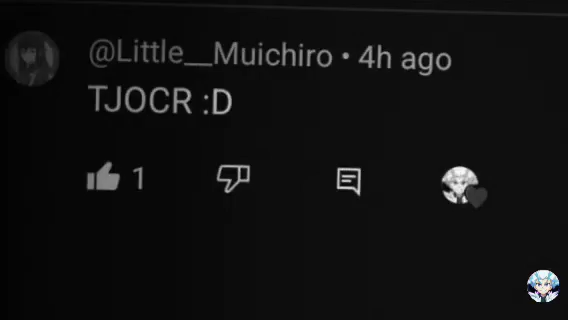 @Little__Muichiro • 4h ago
TJOCR :D
1